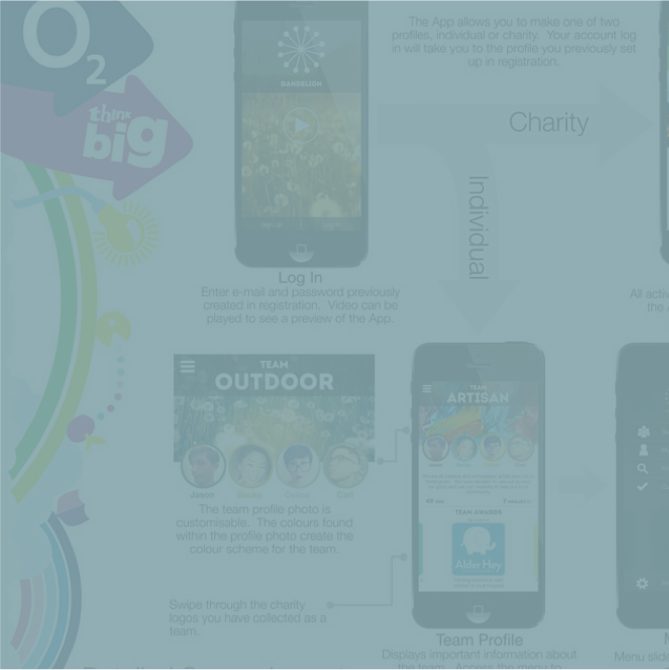 The App allows you to make one of two
profiles, individual or charity. Your account log
in will take you to the profile you previously set
up in registration.
O2
think
big
DANDELION
Charity
Individual
Log In
Enter e-mail and password previously
created in registration. Video can be
played to see a preview of the App.
All activ
the
TEAM
OUTDOOR
Jason Becky Carl
The team profile photo is
customisable. The colours found
within the profile photo create the
colour scheme for the team.
TEAM
ARTISAN
TEAM AWARDS
Alder Hey
Swipe through the charity
logos you have collected as a
team.
Team Profile
Displays important information about
the team. Access the menu to
Menu slid